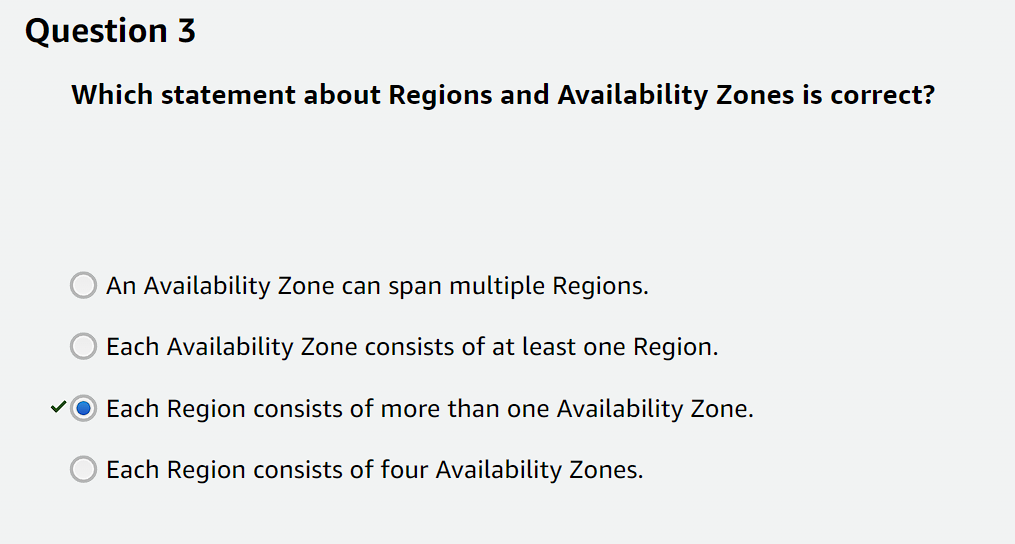 Question 3
Which statement about Regions and Availability Zones is correct?
An Availability Zone can span multiple Regions.
Each Availability Zone consists of at least one Region.
Each Region consists of more than one Availability Zone.
Each Region consists of four Availability Zones.